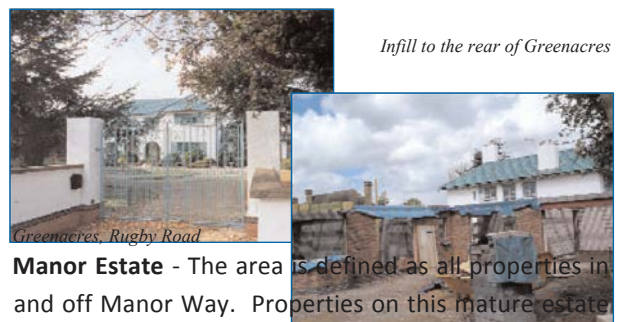 Infill to the rear of Greenacres
Greenacres, Rugby Road
Manor Estate - The area is defined as all properties in
and off Manor Way. Properties on this mature estate